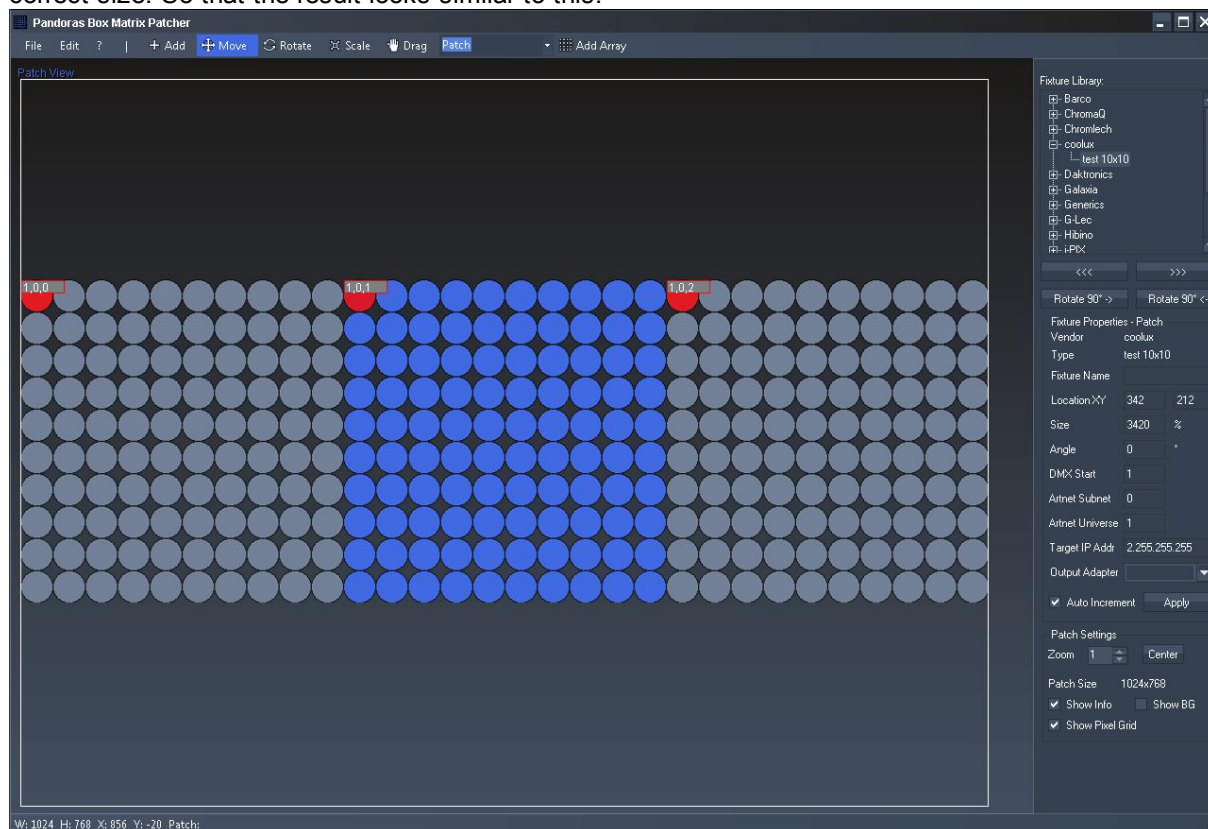 correct size. So that the result looks similar to this:
Pandoras Box Matrix Patcher
File Edit ? | + Add Move Rotate Scale Drag Patch Add Array
Patch View
Fixture Library:
Barco
ChromaQ
Chromlech
coolux
test 10x10
Daktronics
Galaxia
Generics
G-Lec
Hibino
i-PIX
<<< >>>
1,0,0 1,0,1 1,0,2
Rotate 90° -> Rotate 90° <-
Fixture Properties - Patch
Vendor coolux
Type test 10x10
Fixture Name
Location XY 342 212
Size 3420 %
Angle 0 °
DMX Start 1
Artnet Subnet 0
Artnet Universe 1
Target IP Addr 2.255.255.255
Output Adapter
Auto Increment Apply
Patch Settings
Zoom 1 Center
Patch Size 1024x768
Show Info Show BG
Show Pixel Grid
W: 1024 H: 768 X: 856 Y: -20 Patch: